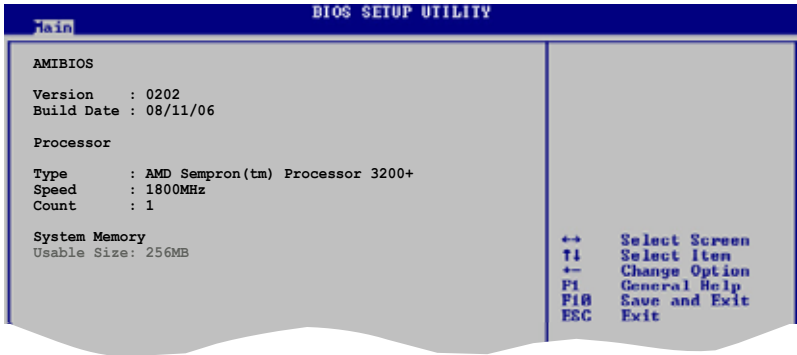 BIOS SETUP UTILITY
Main
AMIBIOS
Version : 0202
Build Date : 08/11/06
Processor
Type : AMD Sempron(tm) Processor 3200+
Speed : 1800MHz
Count : 1
System Memory
Usable Size: 256MB
↔ Select Screen
↑↓ Select Item
+- Change Option
F1 General Help
F10 Save and Exit
ESC Exit